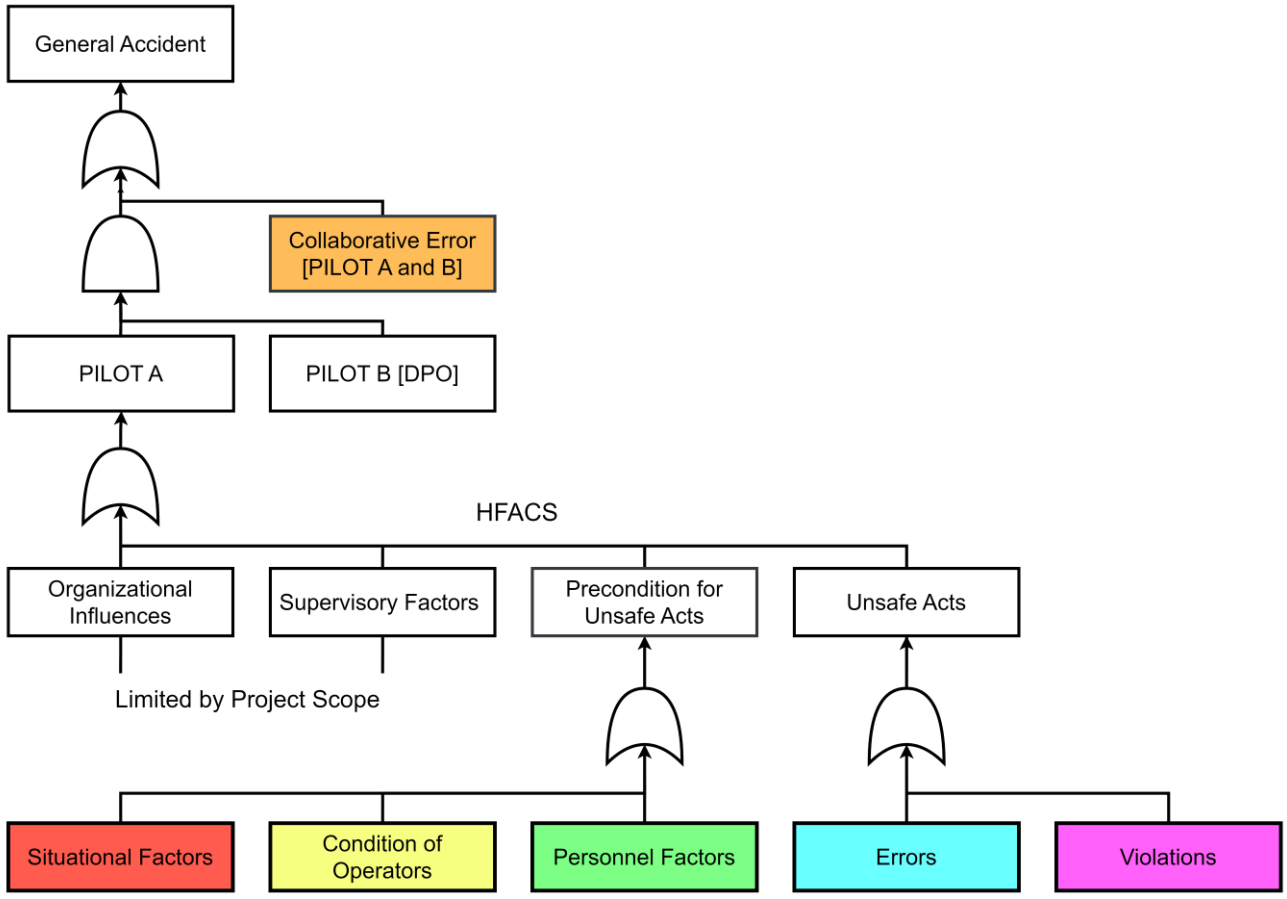 General Accident
Collaborative Error
[PILOT A and B]
PILOT A
PILOT B [DPO]
HFACS
Organizational
Influences
Supervisory Factors
Precondition for
Unsafe Acts
Unsafe Acts
Limited by Project Scope
Situational Factors
Condition of
Operators
Personnel Factors
Errors
Violations